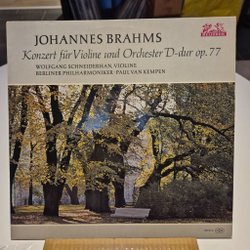 JOHANNES BRAHMS
Konzert für Violine und Orchester D-dur op. 77
WOLFGANG SCHNEIDERHAN, VIOLINE
BERLINER PHILHARMONIKER · PAUL VAN KEMPEN